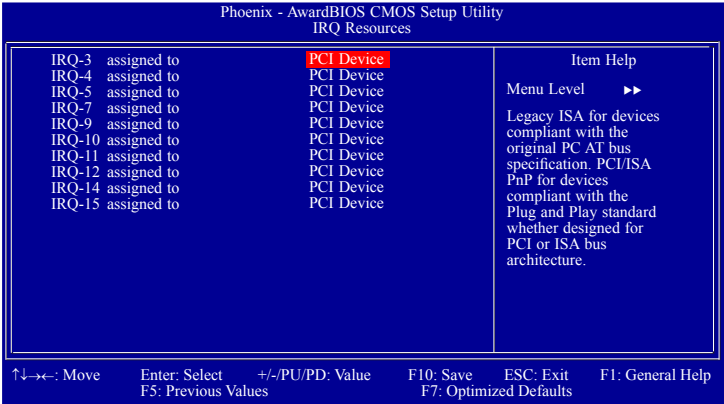 Phoenix - AwardBIOS CMOS Setup Utility
IRQ Resources
IRQ-3 assigned to PCI Device
IRQ-4 assigned to PCI Device
IRQ-5 assigned to PCI Device
IRQ-7 assigned to PCI Device
IRQ-9 assigned to PCI Device
IRQ-10 assigned to PCI Device
IRQ-11 assigned to PCI Device
IRQ-12 assigned to PCI Device
IRQ-14 assigned to PCI Device
IRQ-15 assigned to PCI Device
Item Help
Menu Level ▶▶
Legacy ISA for devices
compliant with the
original PC AT bus
specification. PCI/ISA
PnP for devices
compliant with the
Plug and Play standard
whether designed for
PCI or ISA bus
architecture.
↑↓→←: Move Enter: Select +/-/PU/PD: Value F10: Save ESC: Exit F1: General Help
F5: Previous Values F7: Optimized Defaults